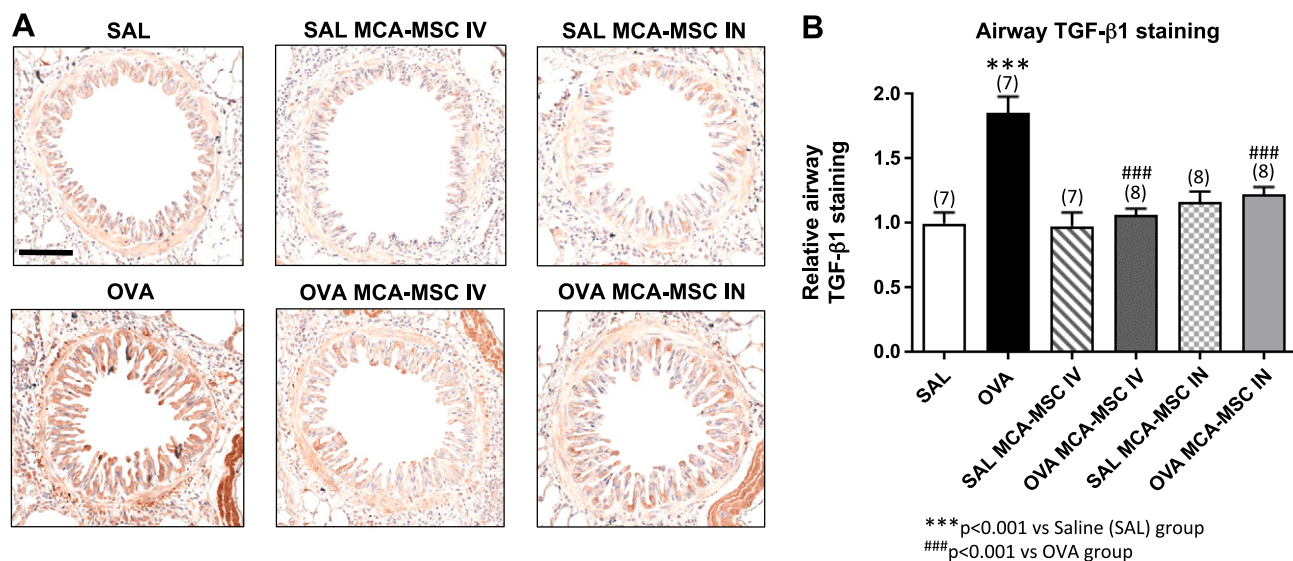 A
SAL
SAL MCA-MSC IV
SAL MCA-MSC IN
OVA
OVA MCA-MSC IV
OVA MCA-MSC IN
B
Airway TGF-β1 staining
Relative airway
TGF-β1 staining
2.0
1.5
1.0
0.5
0.0
(7)
***
(7)
(7)
###
(8)
(8)
###
(8)
SAL
OVA
SAL MCA-MSC IV
OVA MCA-MSC IV
SAL MCA-MSC IN
OVA MCA-MSC IN
***p<0.001 vs Saline (SAL) group
###p<0.001 vs OVA group